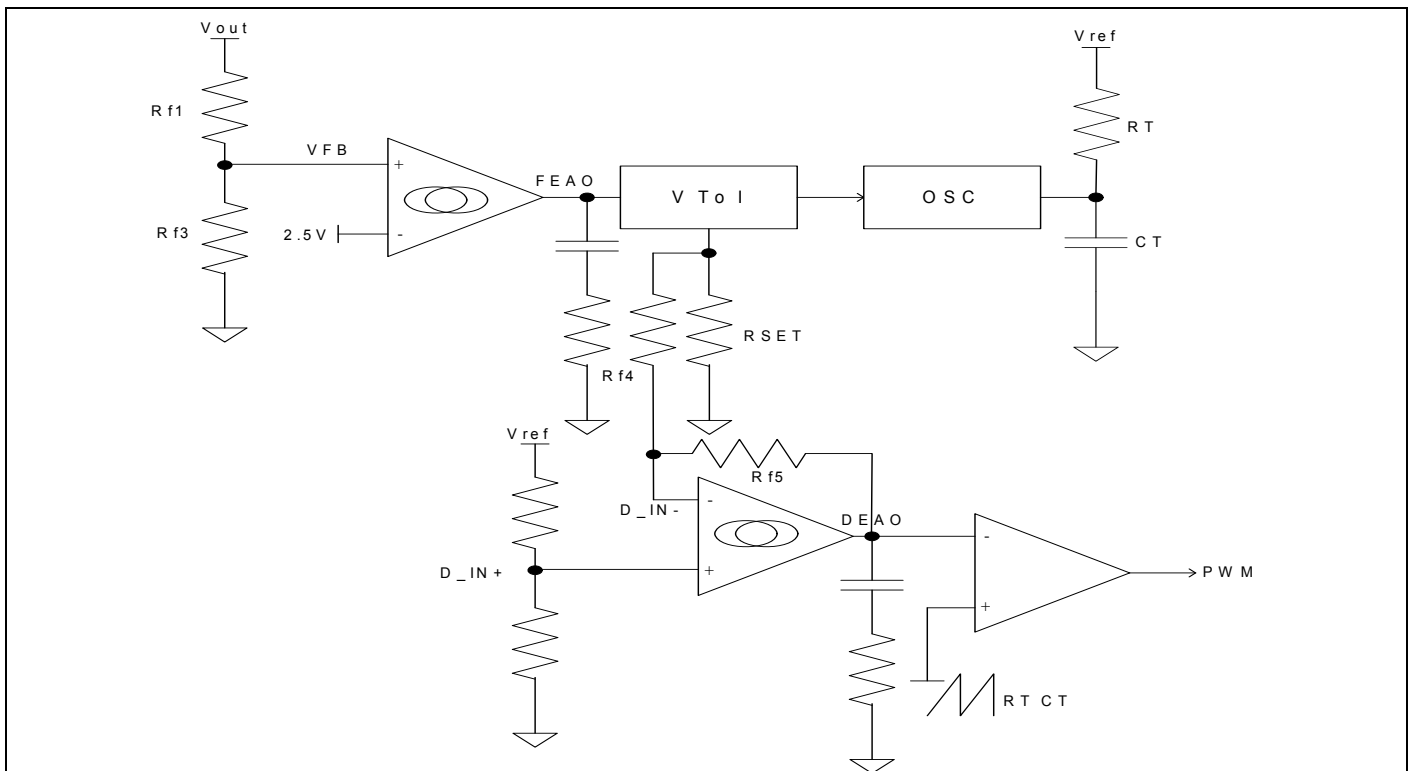 Vout
Vref
Rf1
RT
VFB
+
FEAO
V To I
OSC
Rf3
2.5V
-
CT
RSET
Rf4
Vref
Rf5
D_IN-
-
DEAO
-
D_IN+
+
PWM
+
RT CT